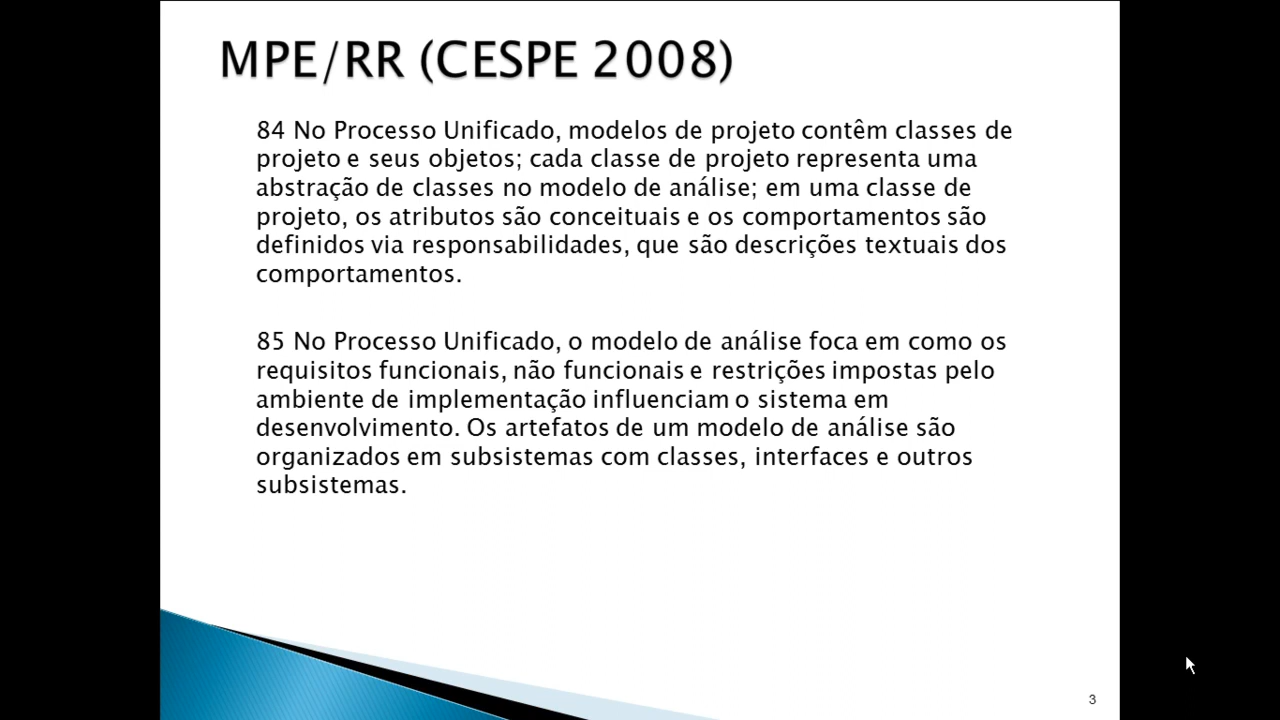 MPE/RR (CESPE 2008)
84 No Processo Unificado, modelos de projeto contêm classes de
projeto e seus objetos; cada classe de projeto representa uma
abstração de classes no modelo de análise; em uma classe de
projeto, os atributos são conceituais e os comportamentos são
definidos via responsabilidades, que são descrições textuais dos
comportamentos.
85 No Processo Unificado, o modelo de análise foca em como os
requisitos funcionais, não funcionais e restrições impostas pelo
ambiente de implementação influenciam o sistema em
desenvolvimento. Os artefatos de um modelo de análise são
organizados em subsistemas com classes, interfaces e outros
subsistemas.
3